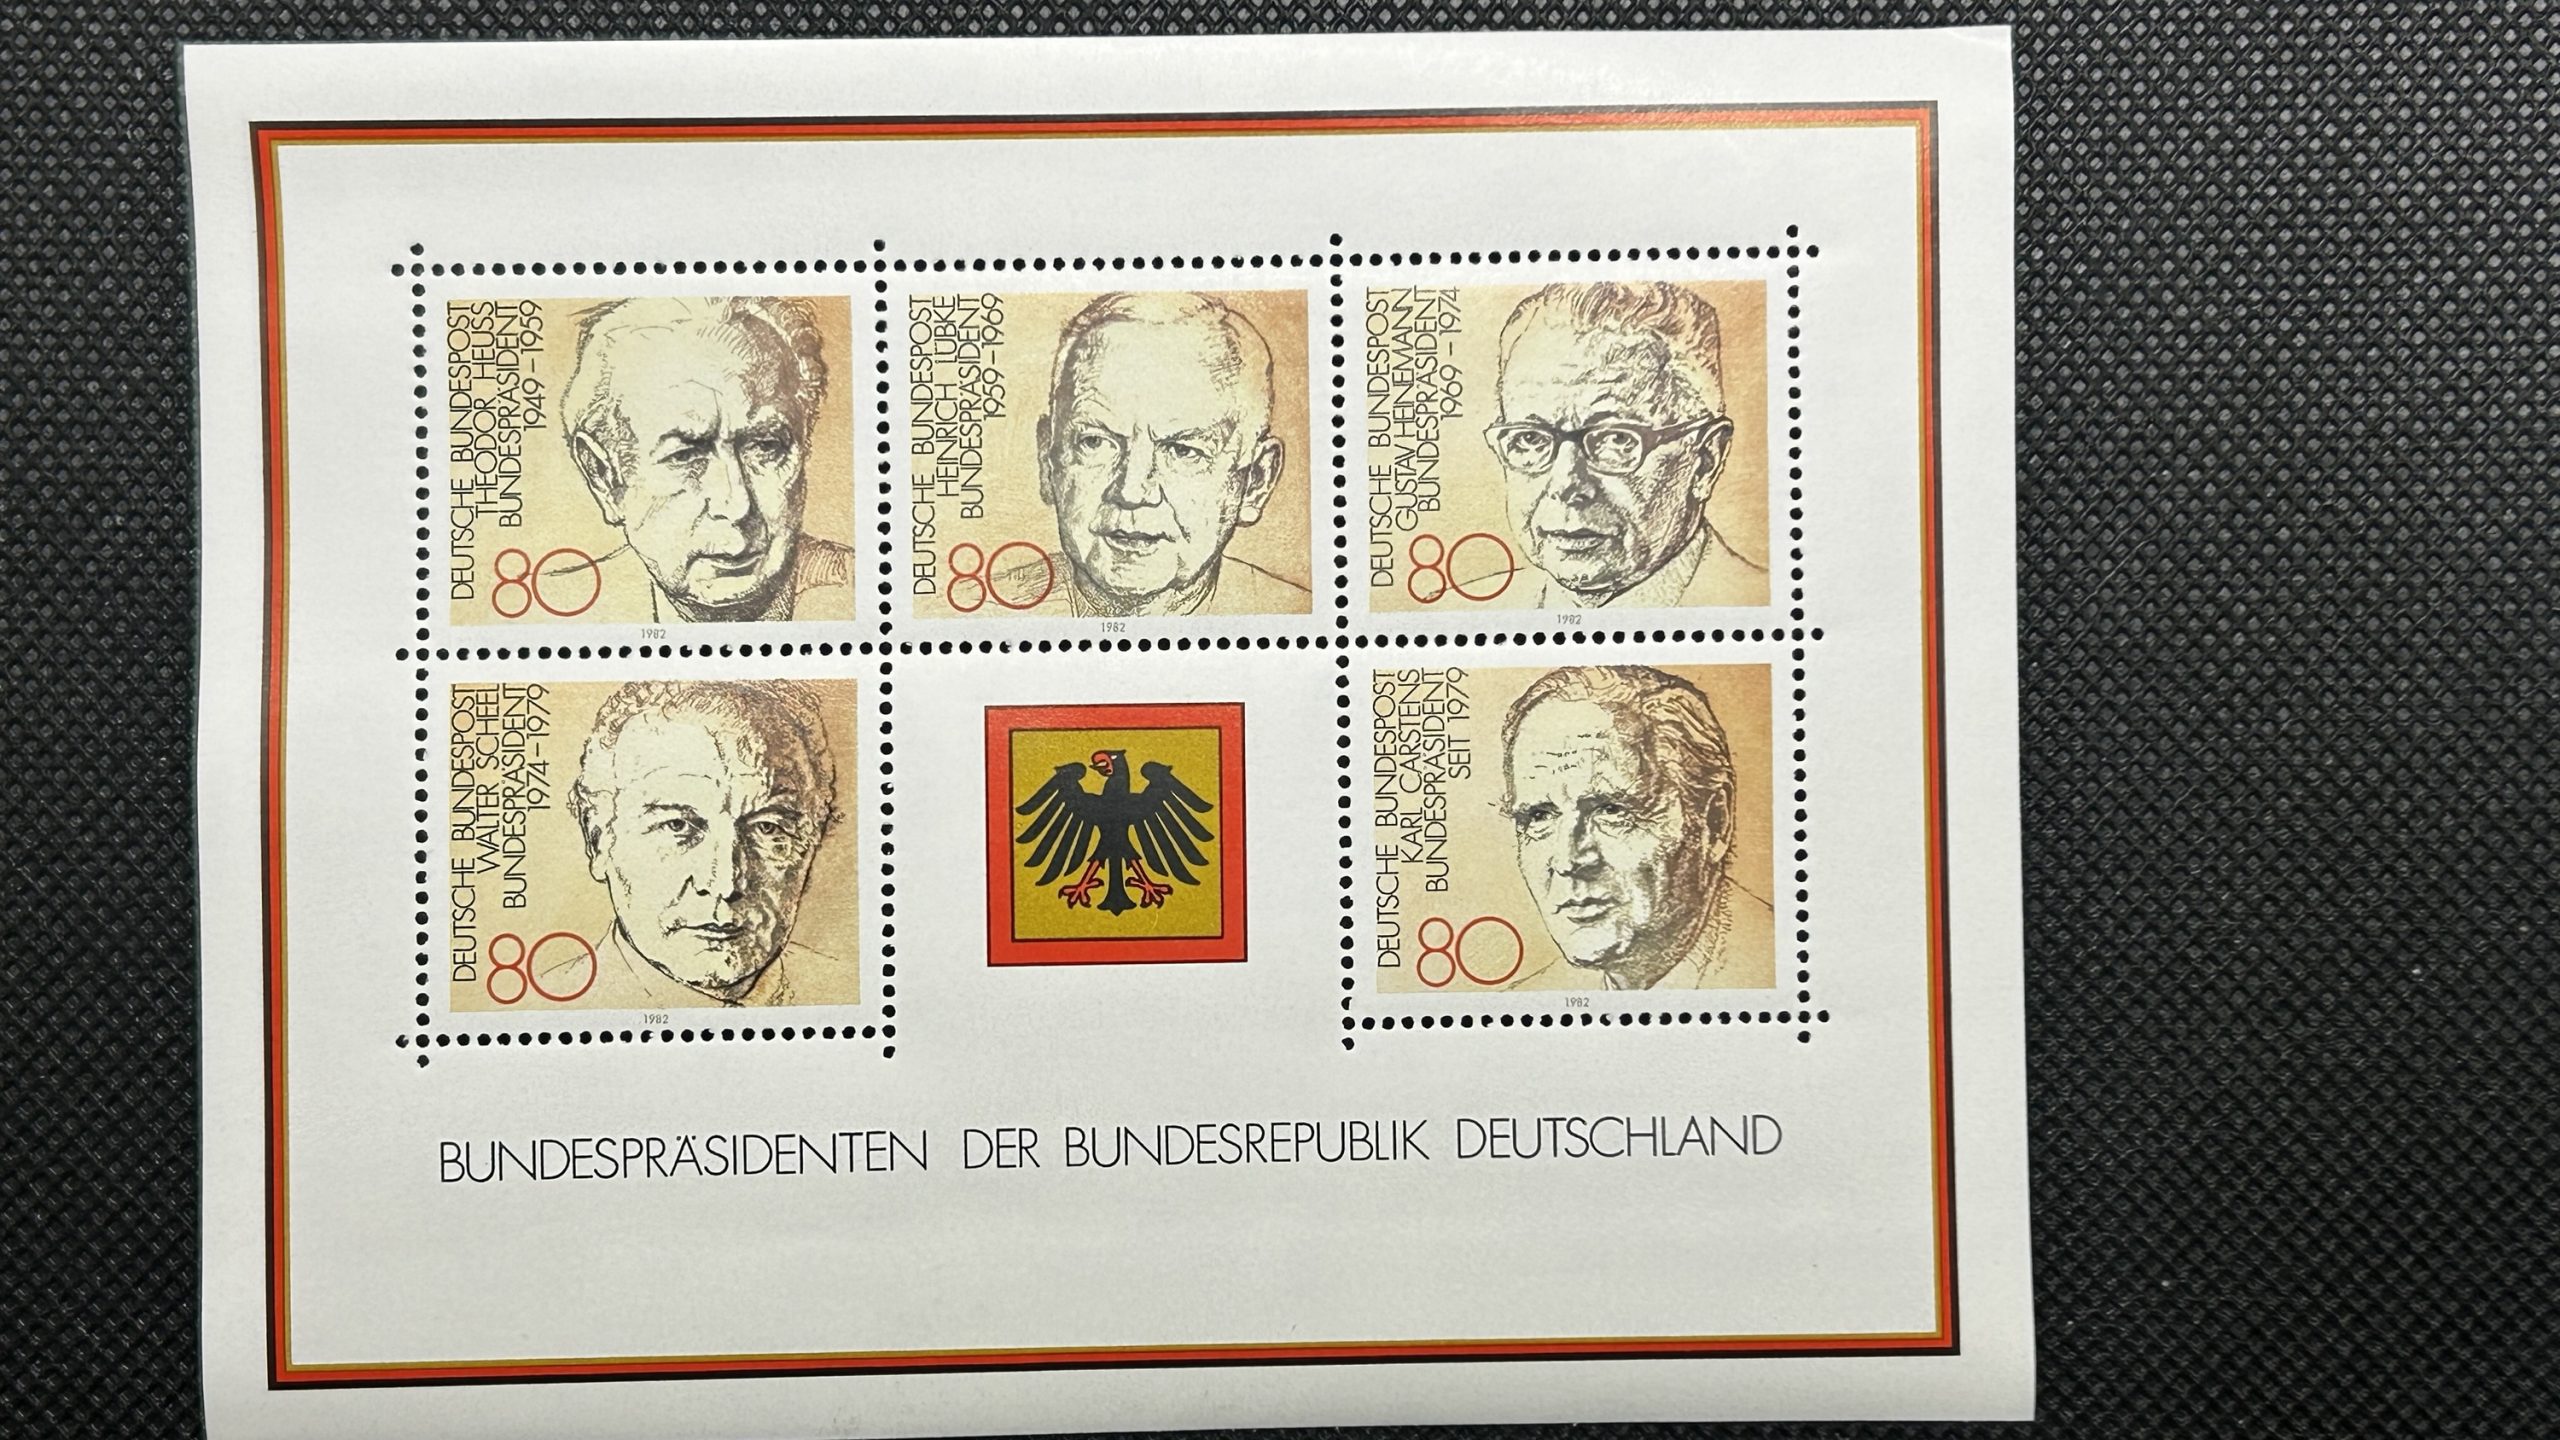 DEUTSCHE BUNDESPOST
THEODOR HEUSS
BUNDESPRÄSIDENT
1949–1959
80
1982
DEUTSCHE BUNDESPOST
HEINRICH LÜBKE
BUNDESPRÄSIDENT
1959–1969
80
1982
DEUTSCHE BUNDESPOST
GUSTAV HEINEMANN
BUNDESPRÄSIDENT
1969–1974
80
1982
DEUTSCHE BUNDESPOST
WALTER SCHEEL
BUNDESPRÄSIDENT
1974–1979
80
1982
DEUTSCHE BUNDESPOST
KARL CARSTENS
BUNDESPRÄSIDENT
SEIT 1979
80
1982
BUNDESPRÄSIDENTEN DER BUNDESREPUBLIK DEUTSCHLAND